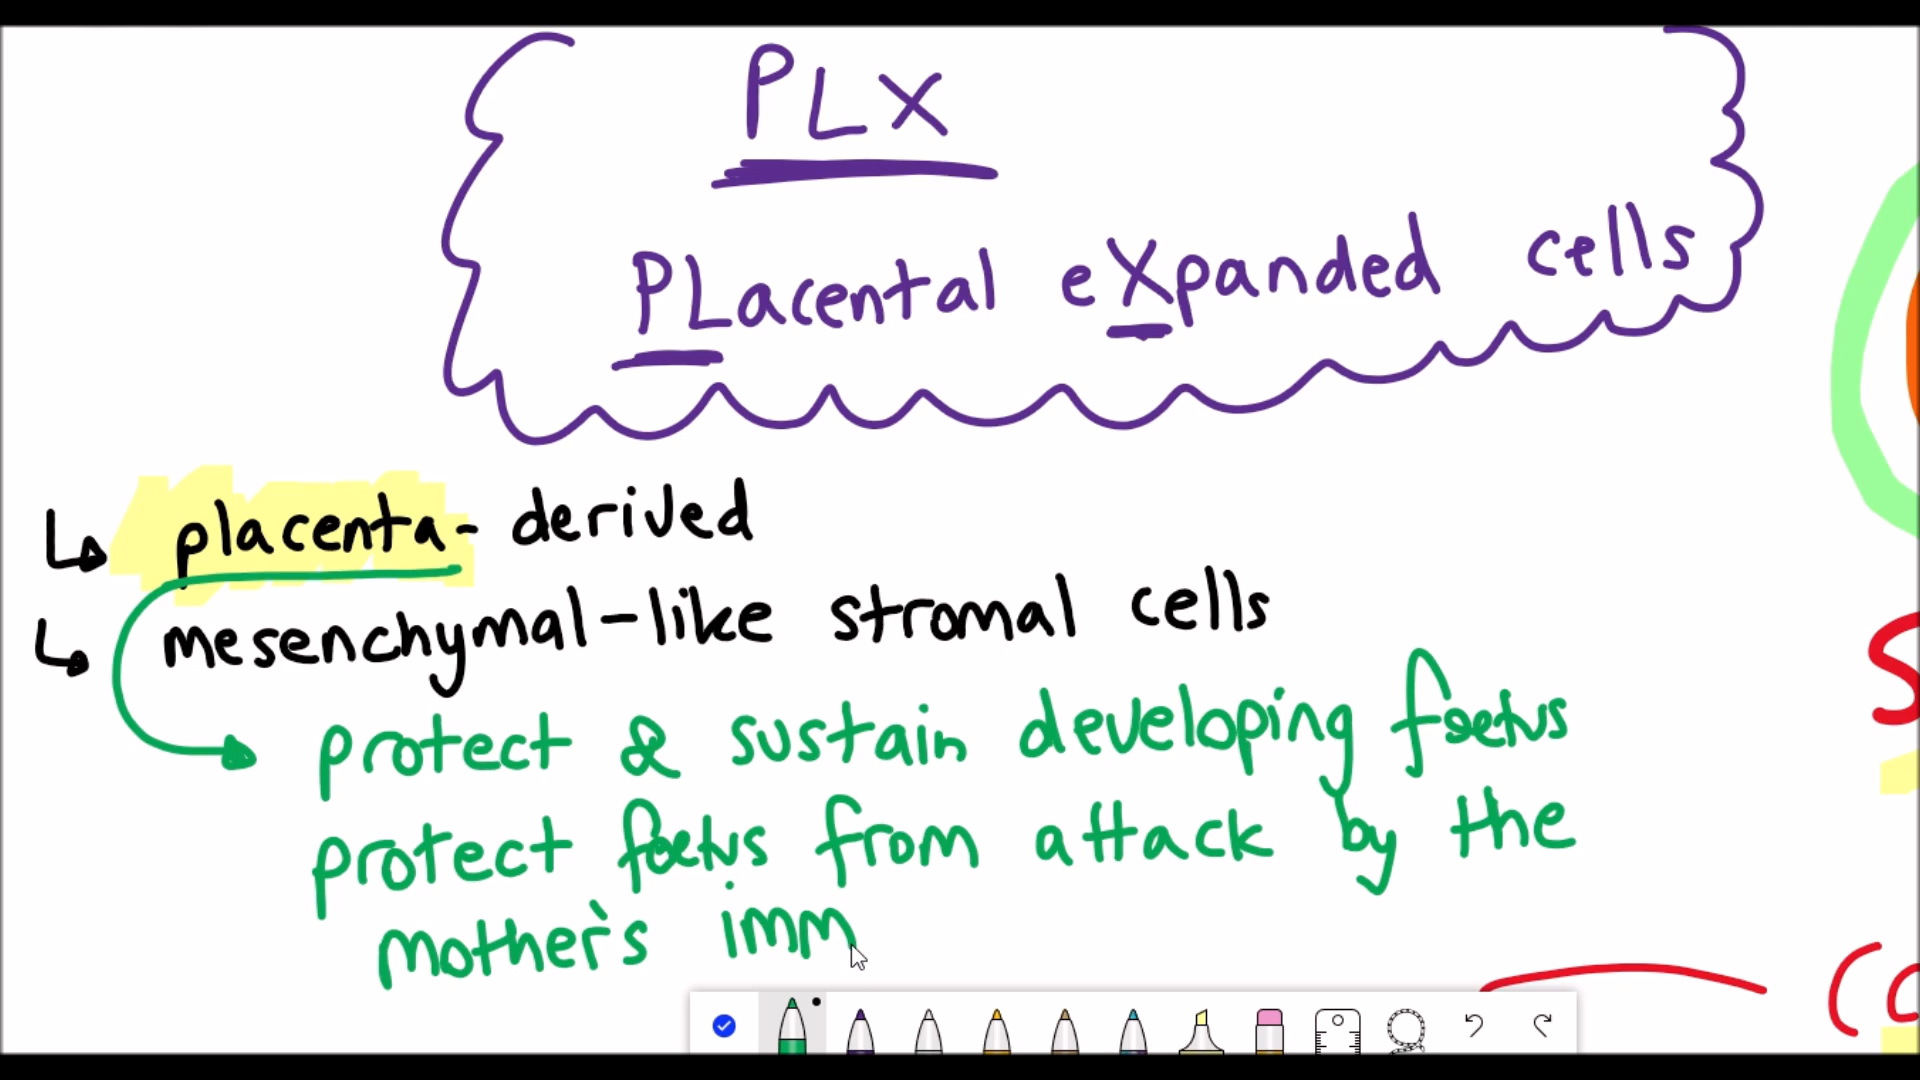 PLX
PLacental eXpanded cells
placenta-derived
mesenchymal-like stromal cells
protect & sustain developing foetus
protect foetus from attack by the
mother's imm